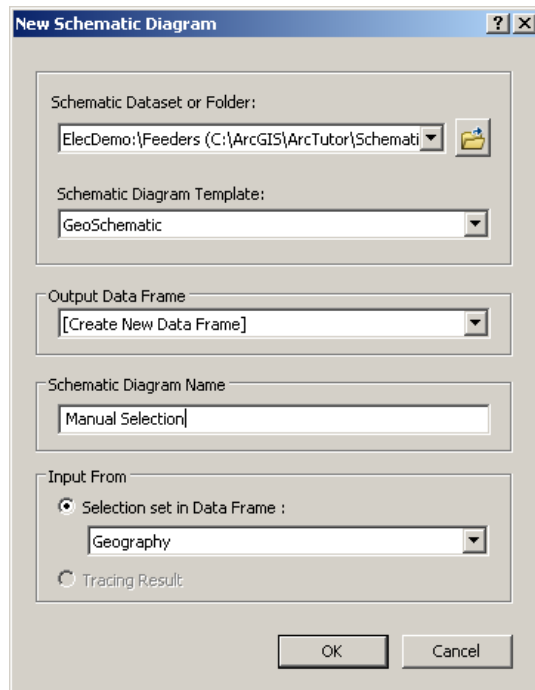 New Schematic Diagram
Schematic Dataset or Folder:
ElecDemo:\Feeders (C:\ArcGIS\ArcTutor\Schemati
Schematic Diagram Template:
GeoSchematic
Output Data Frame
[Create New Data Frame]
Schematic Diagram Name
Manual Selection
Input From
Selection set in Data Frame :
Geography
Tracing Result
OK Cancel